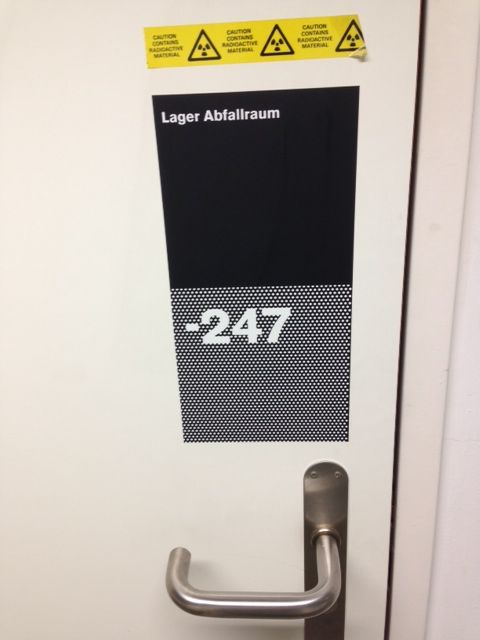 CAUTION
CONTAINS
RADIOACTIVE
MATERIAL
CAUTION
CONTAINS
RADIOACTIVE
MATERIAL
CAUTION
CONTAINS
RADIOACTIVE
MATERIAL
Lager Abfallraum
-247